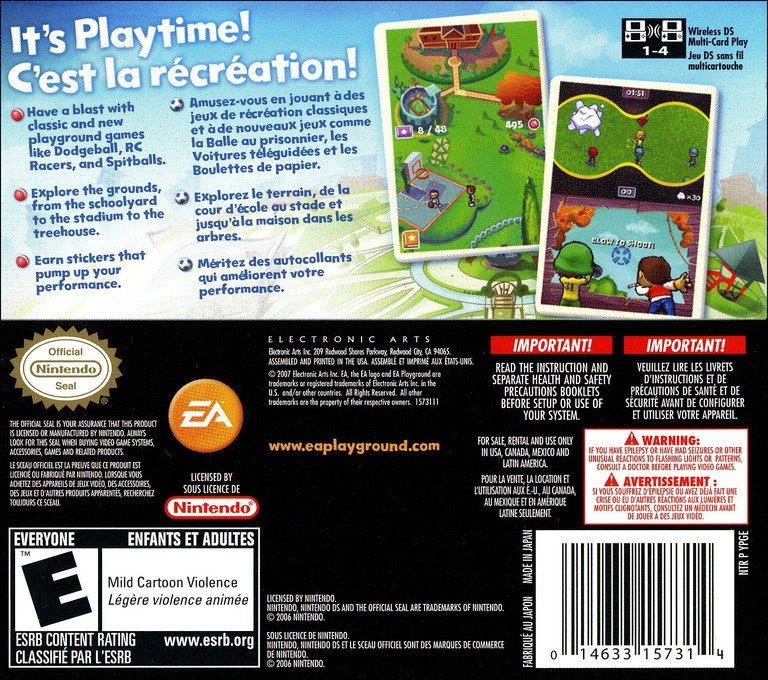 It's Playtime!
C'est la récréation!
Have a blast with
classic and new
playground games
like Dodgeball, RC
Racers, and Spitballs.
Explore the grounds,
from the schoolyard
to the stadium to the
treehouse.
Earn stickers that
pump up your
performance.
Amusez-vous en jouant à des
jeux de récréation classiques
et à de nouveaux jeux comme
la Balle au prisonnier, les
Voitures téléguidées et les
Boulettes de papier.
Explorez le terrain, de la
cour d'école au stade et
jusqu'à la maison dans les
arbres.
Méritez des autocollants
qui améliorent votre
performance.
8 / 48
495
01:51
00
x30
BLOW TO SHOOT!
1-4
Wireless DS
Multi-Card Play
Jeu DS sans fil
multicartouche
Official
Nintendo
Seal
THE OFFICIAL SEAL IS YOUR ASSURANCE THAT THIS PRODUCT
IS LICENSED OR MANUFACTURED BY NINTENDO. ALWAYS
LOOK FOR THIS SEAL WHEN BUYING VIDEO GAME SYSTEMS,
ACCESSORIES, GAMES AND RELATED PRODUCTS.
LE SCEAU OFFICIEL EST LA PREUVE QUE CE PRODUIT EST
LICENCIÉ OU FABRIQUÉ PAR NINTENDO. LORSQUE VOUS
ACHETEZ DES APPAREILS DE JEUX VIDÉO, DES ACCESSOIRES,
DES JEUX ET D'AUTRES PRODUITS APPARENTÉS, RECHERCHEZ
TOUJOURS CE SCEAU.
EA
LICENSED BY
SOUS LICENCE DE
Nintendo®
ELECTRONIC ARTS
Electronic Arts Inc. 209 Redwood Shores Parkway, Redwood City, CA 94065.
ASSEMBLED AND PRINTED IN THE USA. ASSEMBLÉ ET IMPRIMÉ AUX ÉTATS-UNIS.
© 2007 Electronic Arts Inc. EA, the EA logo and EA Playground are
trademarks or registered trademarks of Electronic Arts Inc. in the
U.S. and/or other countries. All Rights Reserved. All other
trademarks are the property of their respective owners. 1573111
www.eaplayground.com
IMPORTANT!
READ THE INSTRUCTION AND
SEPARATE HEALTH AND SAFETY
PRECAUTIONS BOOKLETS
BEFORE SETUP OR USE OF
YOUR SYSTEM.
IMPORTANT!
VEUILLEZ LIRE LES LIVRETS
D'INSTRUCTIONS ET DE
PRÉCAUTIONS DE SANTÉ ET DE
SÉCURITÉ AVANT DE CONFIGURER
ET UTILISER VOTRE APPAREIL.
FOR SALE, RENTAL AND USE ONLY
IN USA, CANADA, MEXICO AND
LATIN AMERICA.
POUR LA VENTE, LA LOCATION ET
L'UTILISATION AUX É.-U., AU CANADA,
AU MEXIQUE ET EN AMÉRIQUE
LATINE SEULEMENT.
WARNING:
IF YOU HAVE EPILEPSY OR HAVE HAD SEIZURES OR OTHER
UNUSUAL REACTIONS TO FLASHING LIGHTS OR PATTERNS,
CONSULT A DOCTOR BEFORE PLAYING VIDEO GAMES.
AVERTISSEMENT :
SI VOUS SOUFFREZ D'ÉPILEPSIE OU AVEZ DÉJÀ FAIT UNE
CRISE OU EU D'AUTRES RÉACTIONS AUX LUMIÈRES ET
MOTIFS CLIGNOTANTS, CONSULTEZ UN MÉDECIN AVANT
DE JOUER À DES JEUX VIDÉO.
EVERYONE
ENFANTS ET ADULTES
E
TM
Mild Cartoon Violence
Légère violence animée
ESRB CONTENT RATING
www.esrb.org
CLASSIFIÉ PAR L'ESRB
LICENSED BY NINTENDO.
NINTENDO, NINTENDO DS AND THE OFFICIAL SEAL ARE TRADEMARKS OF NINTENDO.
© 2006 NINTENDO.
SOUS LICENCE DE NINTENDO.
NINTENDO, NINTENDO DS ET LE SCEAU OFFICIEL SONT DES MARQUES DE COMMERCE
DE NINTENDO.
© 2006 NINTENDO.
FABRIQUÉ AU JAPON
MADE IN JAPAN
NTR P YPGE
0 14633 15731 4